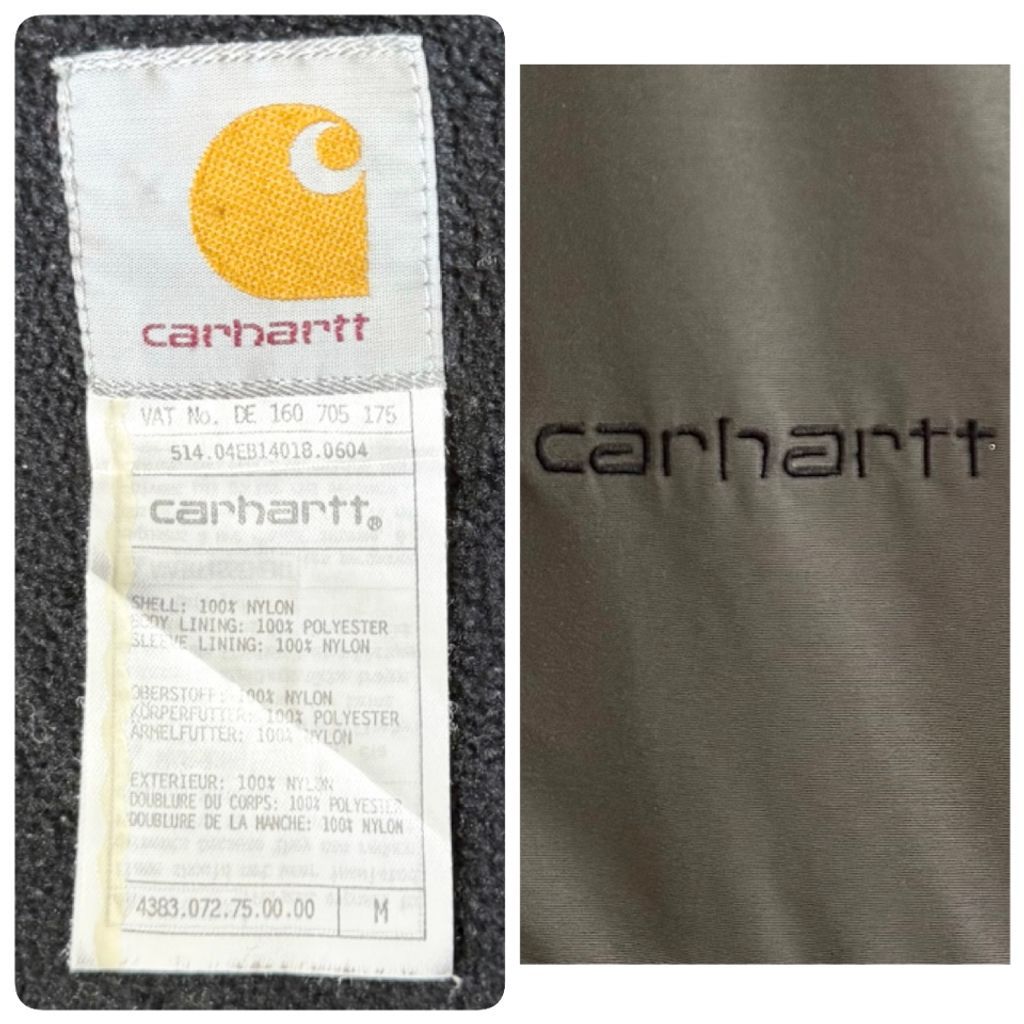 carhartt
VAT No. DE 160 705 175
514.04EB14018.0604
carhartt®
SHELL: 100% NYLON
BODY LINING: 100% POLYESTER
SLEEVE LINING: 100% NYLON
OBERSTOFF: 100% NYLON
KÖRPERFUTTER: 100% POLYESTER
ARMELFUTTER: 100% NYLON
EXTERIEUR: 100% NYLON
DOUBLURE DU CORPS: 100% POLYESTER
DOUBLURE DE LA MANCHE: 100% NYLON
4383.072.75.00.00 M
carhartt